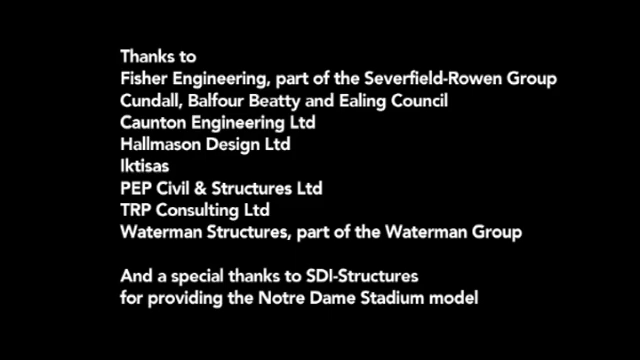 Thanks to
Fisher Engineering, part of the Severfield-Rowen Group
Cundall, Balfour Beatty and Ealing Council
Caunton Engineering Ltd
Hallmason Design Ltd
Iktisas
PEP Civil & Structures Ltd
TRP Consulting Ltd
Waterman Structures, part of the Waterman Group
And a special thanks to SDI-Structures
for providing the Notre Dame Stadium model